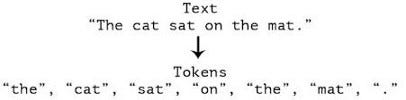 Text
“The cat sat on the mat.”
Tokens
“the”, “cat”, “sat”, “on”, “the”, “mat”, “.”